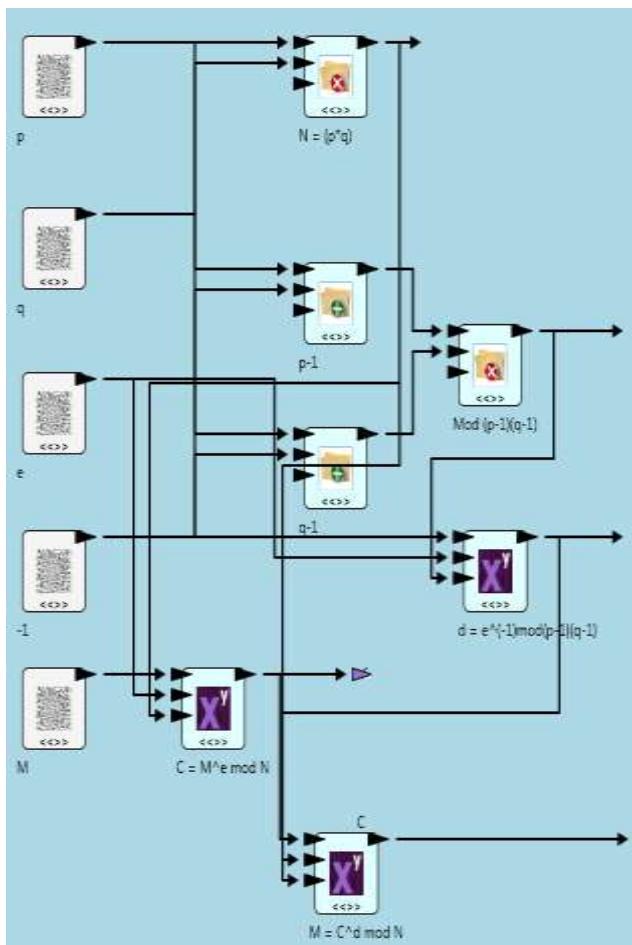 p
N = (p*q)
q
p-1
Mod (p-1)(q-1)
e
q-1
-1
d = e^(-1)mod(p-1)(q-1)
M
C = M^e mod N
C
M = C^d mod N